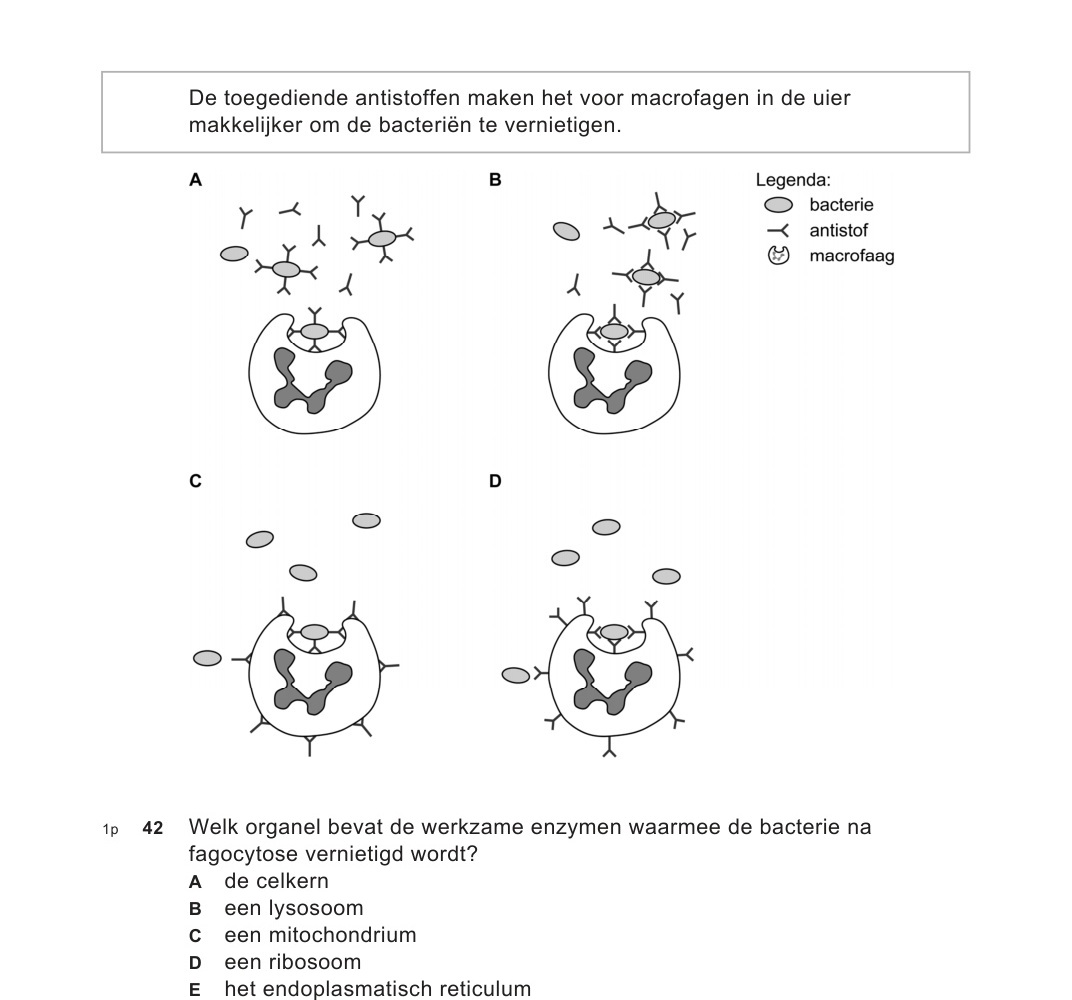 De toegediende antistoffen maken het voor macrofagen in de uier
makkelijker om de bacteriën te vernietigen.
A
B
Legenda:
bacterie
antistof
macrofaag
C
D
1p 42 Welk organel bevat de werkzame enzymen waarmee de bacterie na
fagocytose vernietigd wordt?
A de celkern
B een lysosoom
C een mitochondrium
D een ribosoom
E het endoplasmatisch reticulum